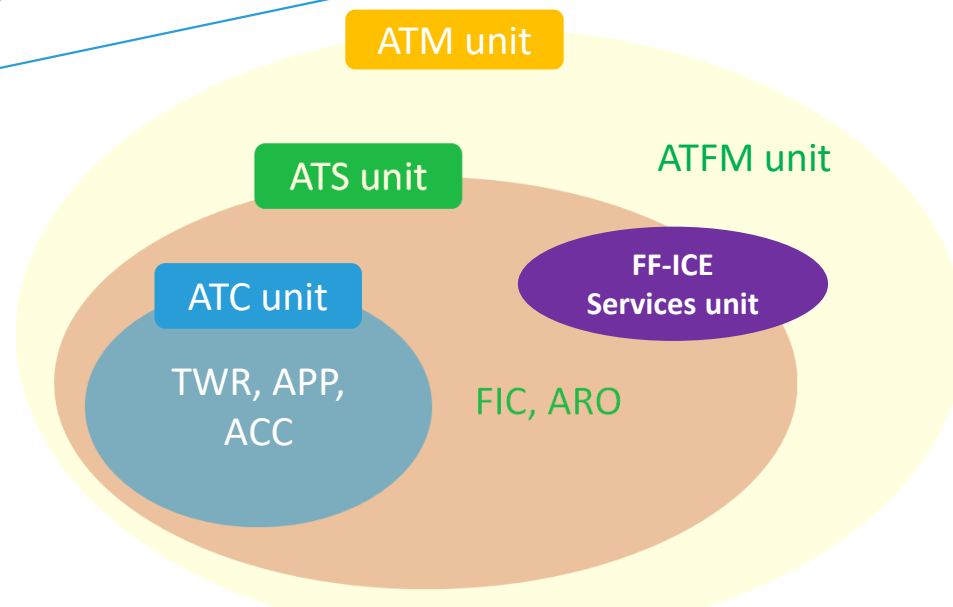 ATM unit
ATFM unit
ATS unit
FF-ICE
Services unit
ATC unit
TWR, APP,
ACC
FIC, ARO